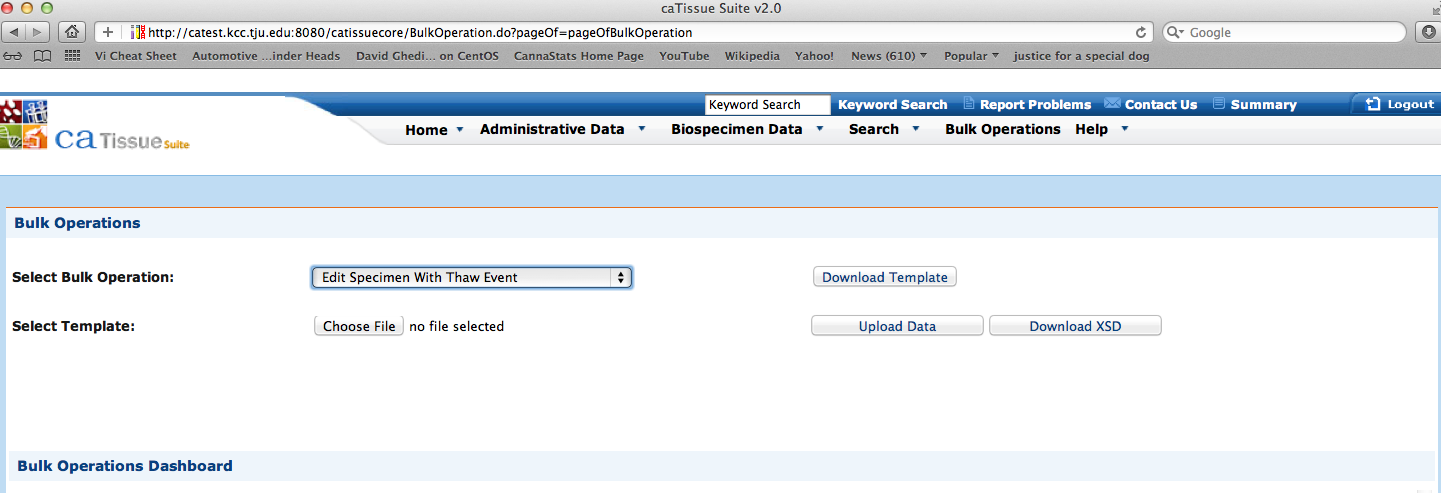 caTissue Suite v2.0
http://catest.kcc.tju.edu:8080/catissuecore/BulkOperation.do?pageOf=pageOfBulkOperation Google
Vi Cheat Sheet Automotive ...inder Heads David Ghedi... on CentOS CannaStats Home Page YouTube Wikipedia Yahoo! News (610) Popular justice for a special dog
Keyword Search Keyword Search Report Problems Contact Us Summary Logout
ca Tissue Suite
Home Administrative Data Biospecimen Data Search Bulk Operations Help
Bulk Operations
Select Bulk Operation: Edit Specimen With Thaw Event Download Template
Select Template: Choose File no file selected Upload Data Download XSD
Bulk Operations Dashboard